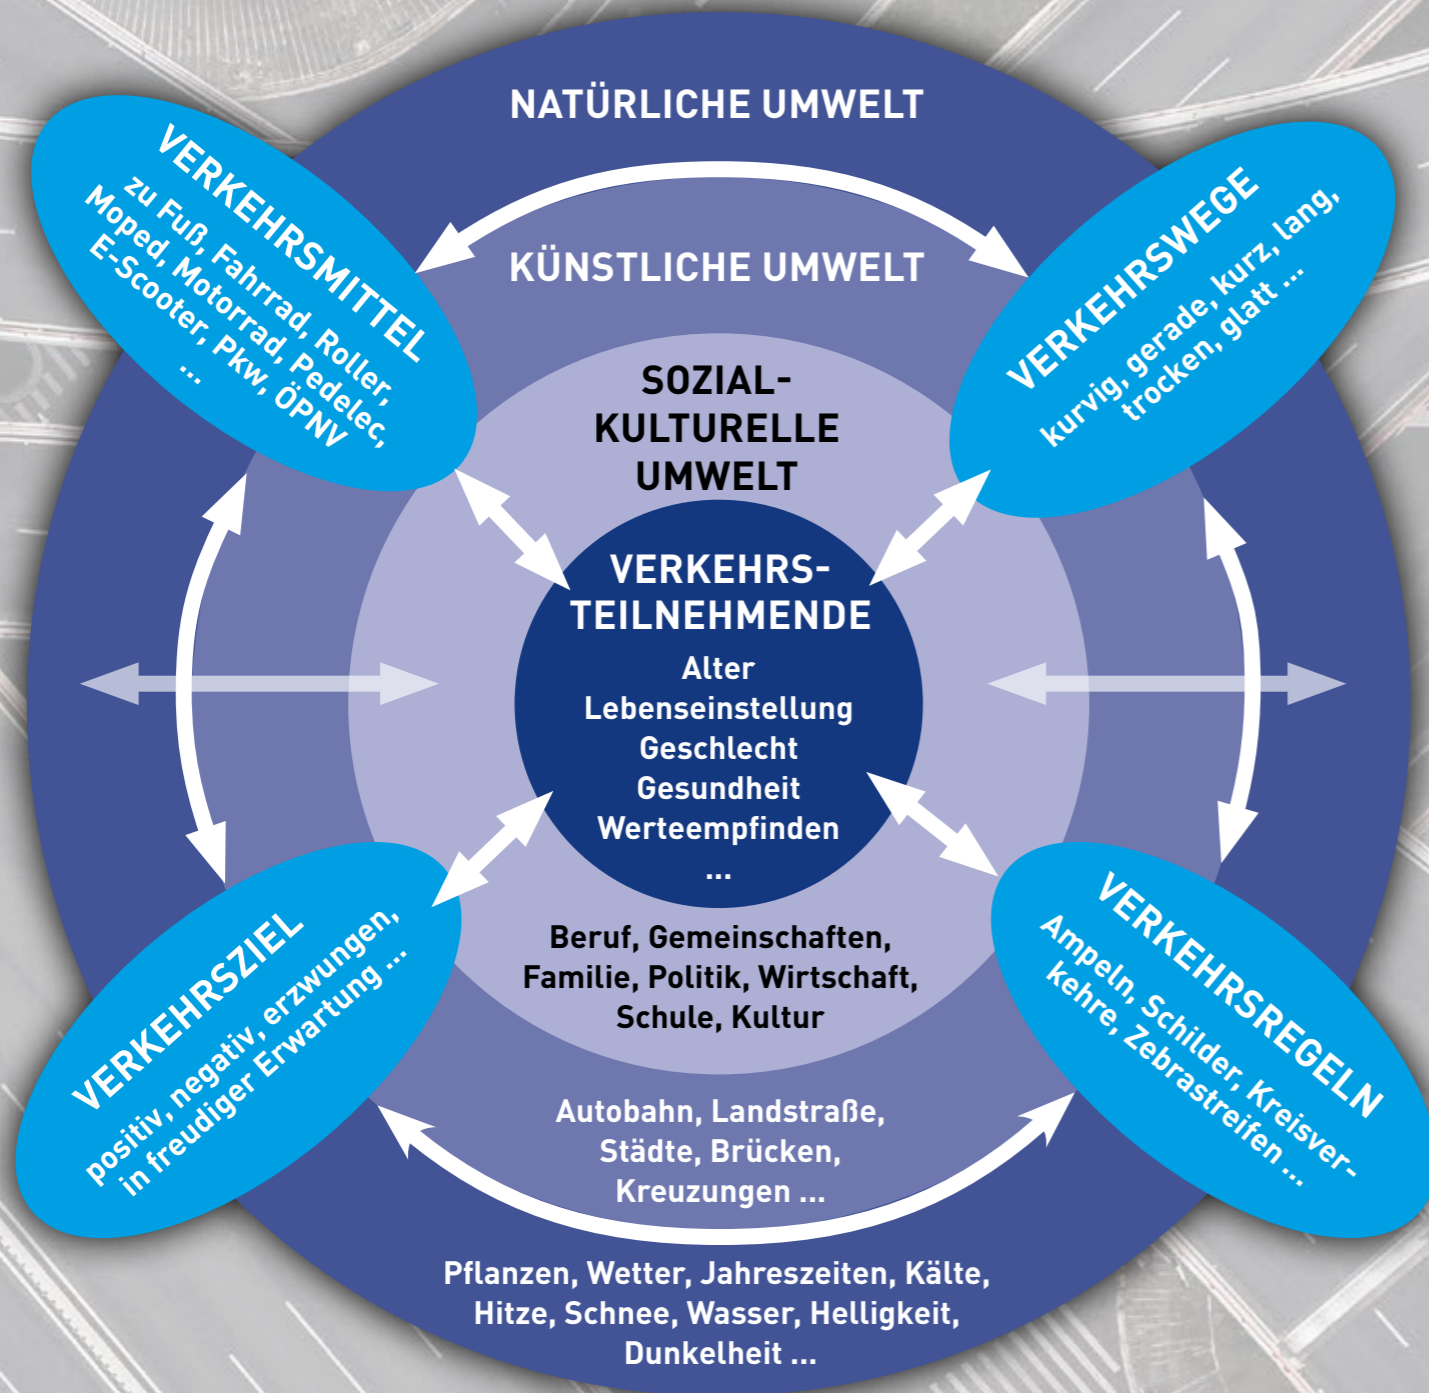 NATÜRLICHE UMWELT
KÜNSTLICHE UMWELT
SOZIAL-
KULTURELLE
UMWELT
VERKEHRSMITTEL
zu Fuß, Fahrrad, Roller,
Moped, Motorrad, Pedelec,
E-Scooter, Pkw, ÖPNV
...
VERKEHRSWEGE
kurvig, gerade, kurz, lang,
trocken, glatt ...
VERKEHRS-
TEILNEHMENDE
Alter
Lebenseinstellung
Geschlecht
Gesundheit
Werteempfinden
...
VERKEHRSZIEL
positiv, negativ, erzwungen,
in freudiger Erwartung ...
VERKEHRSREGELN
Ampeln, Schilder, Kreisver-
kehre, Zebrastreifen ...
Beruf, Gemeinschaften,
Familie, Politik, Wirtschaft,
Schule, Kultur
Autobahn, Landstraße,
Städte, Brücken,
Kreuzungen ...
Pflanzen, Wetter, Jahreszeiten, Kälte,
Hitze, Schnee, Wasser, Helligkeit,
Dunkelheit ...